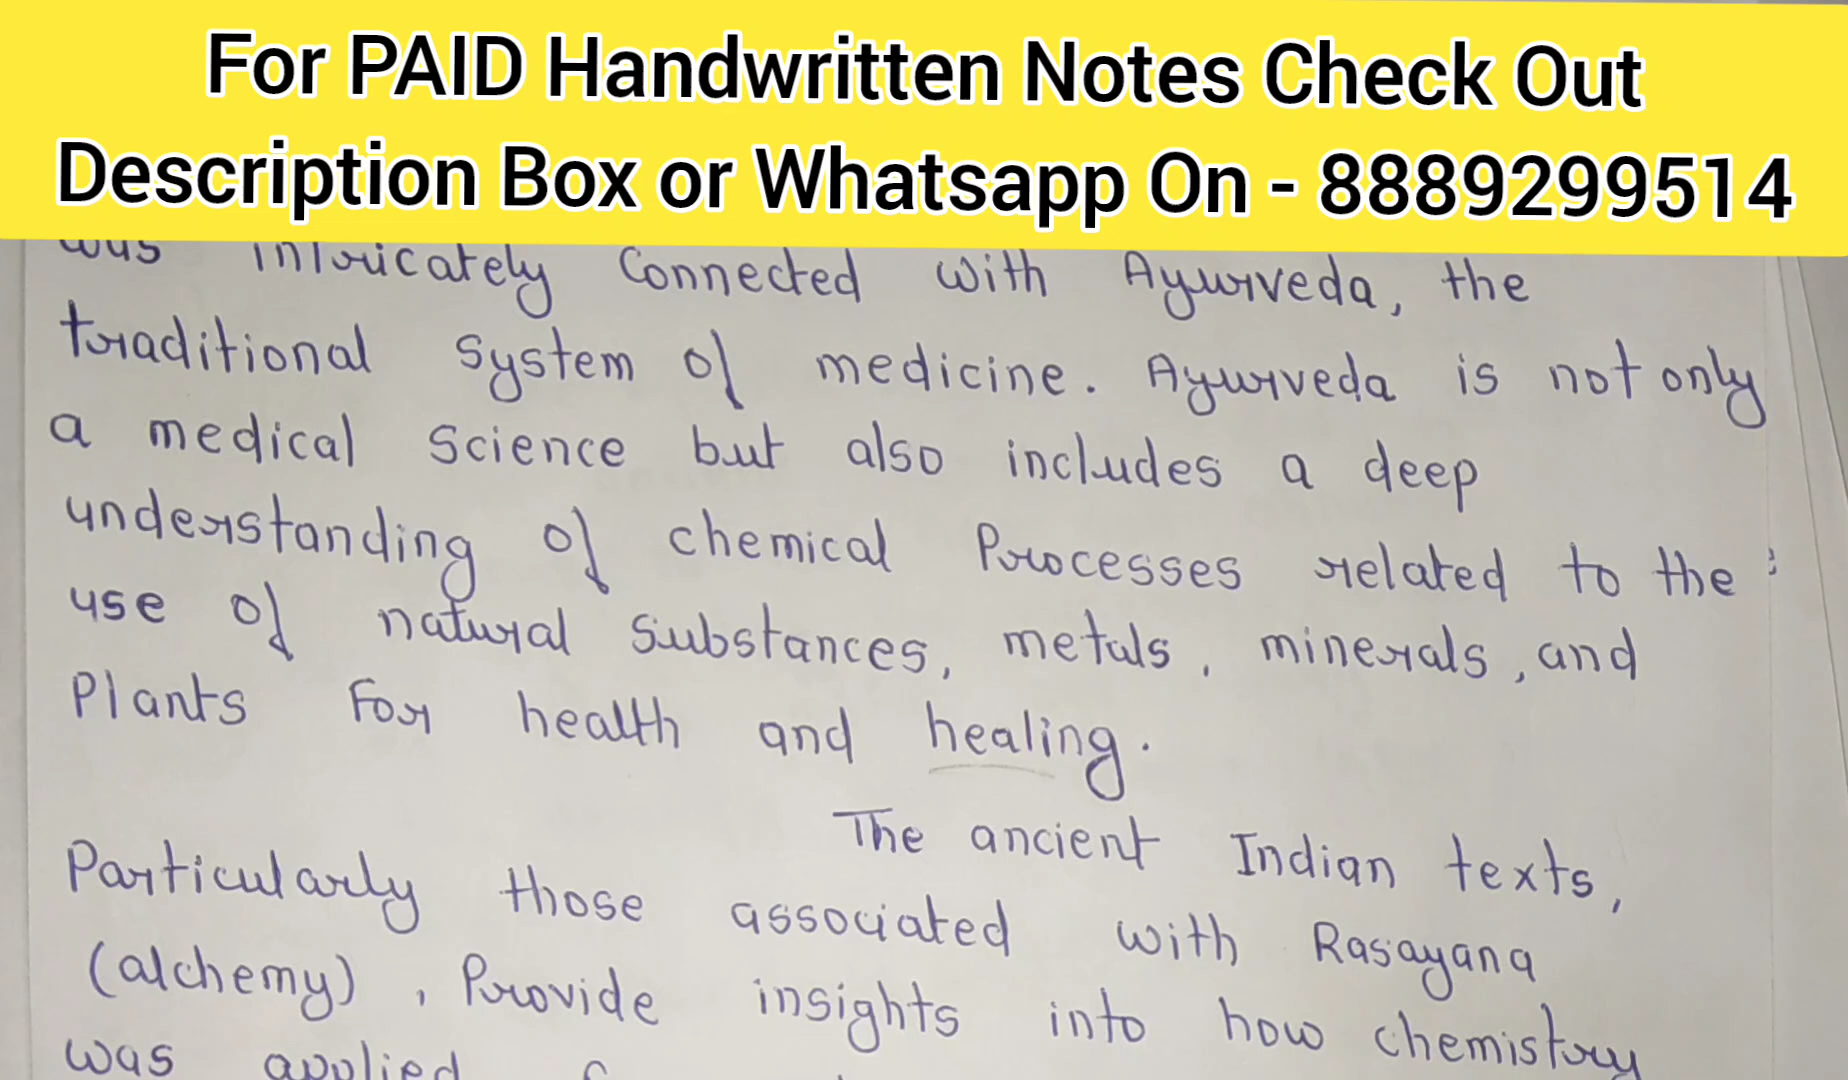 For PAID Handwritten Notes Check Out
Description Box or Whatsapp On - 8889299514
was intricately Connected with Ayurveda, the
traditional system of medicine. Ayurveda is not only
a medical Science but also includes a deep
understanding of chemical Processes related to the
use of natural Substances, metals, minerals, and
Plants For health and healing.
The ancient Indian texts,
Particularly those associated with Rasayana
(alchemy), Provide insights into how chemistry
was applied